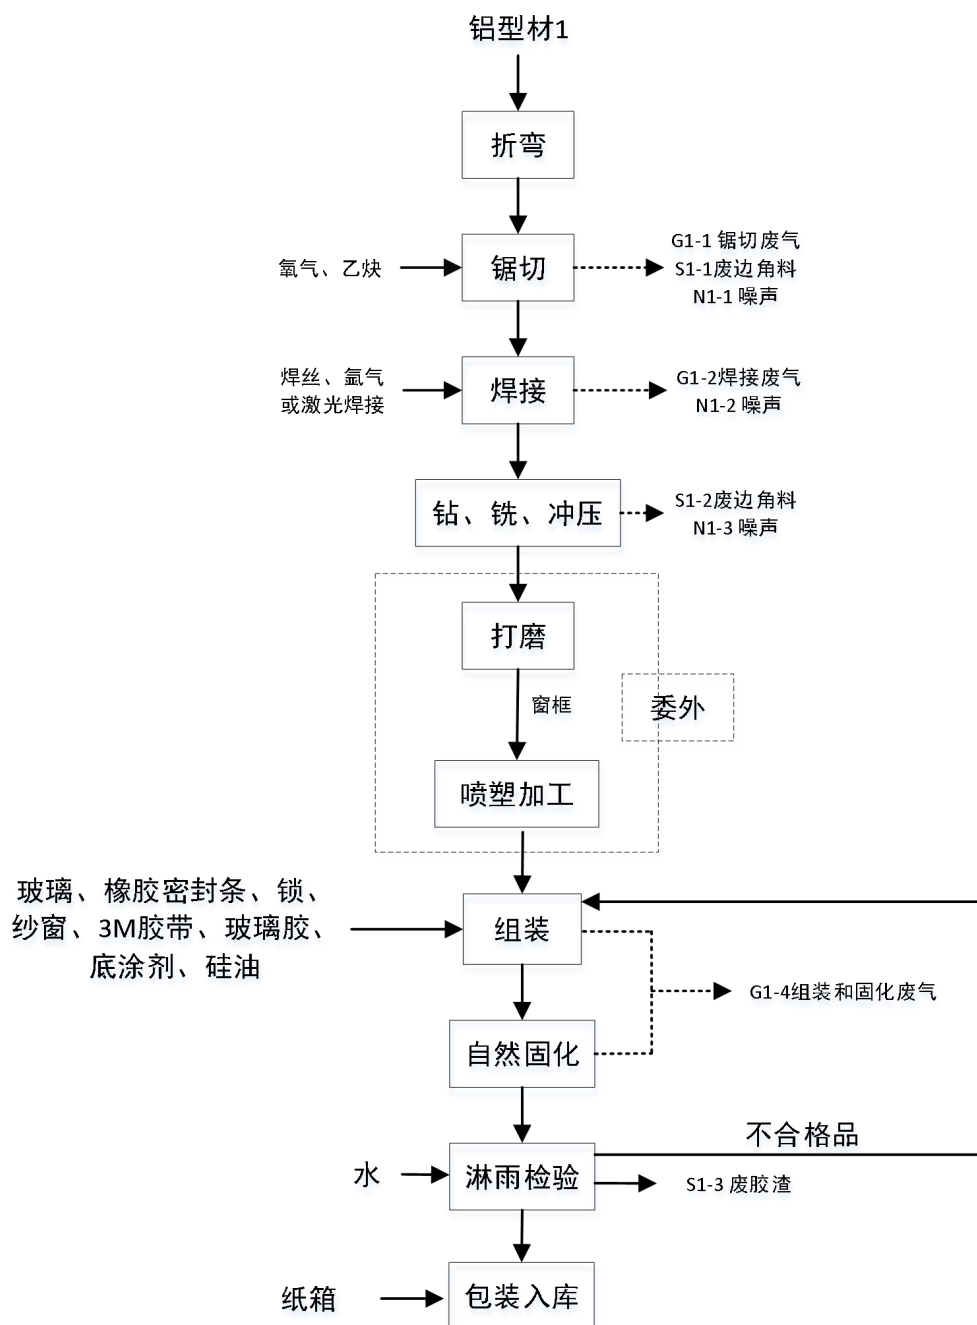 铝型材1
折弯
氧气、乙炔
锯切
G1-1 锯切废气
S1-1废边角料
N1-1 噪声
焊丝、氩气
或激光焊接
焊接
G1-2焊接废气
N1-2 噪声
钻、铣、冲压
S1-2废边角料
N1-3 噪声
打磨
窗框
委外
喷塑加工
玻璃、橡胶密封条、锁、
纱窗、3M胶带、玻璃胶、
底涂剂、硅油
组装
G1-4组装和固化废气
自然固化
不合格品
水
淋雨检验
S1-3 废胶渣
纸箱
包装入库